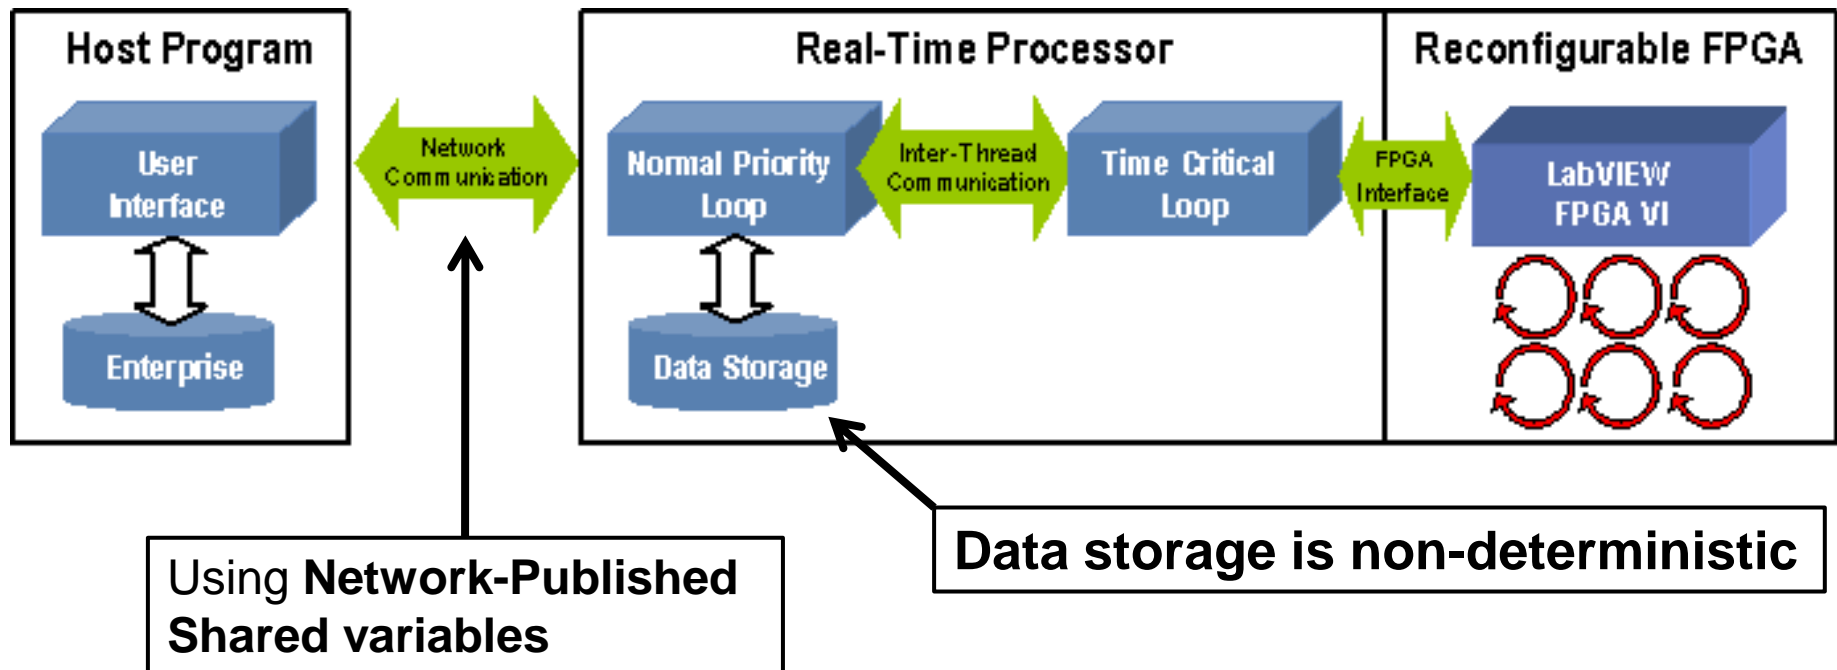 Host Program
Real-Time Processor
Reconfigurable FPGA
User
Interface
Network
Communication
Normal Priority
Loop
Inter-Thread
Communication
Time Critical
Loop
FPGA
Interface
LabVIEW
FPGA VI
Enterprise
Data Storage
Using Network-Published
Shared variables
Data storage is non-deterministic